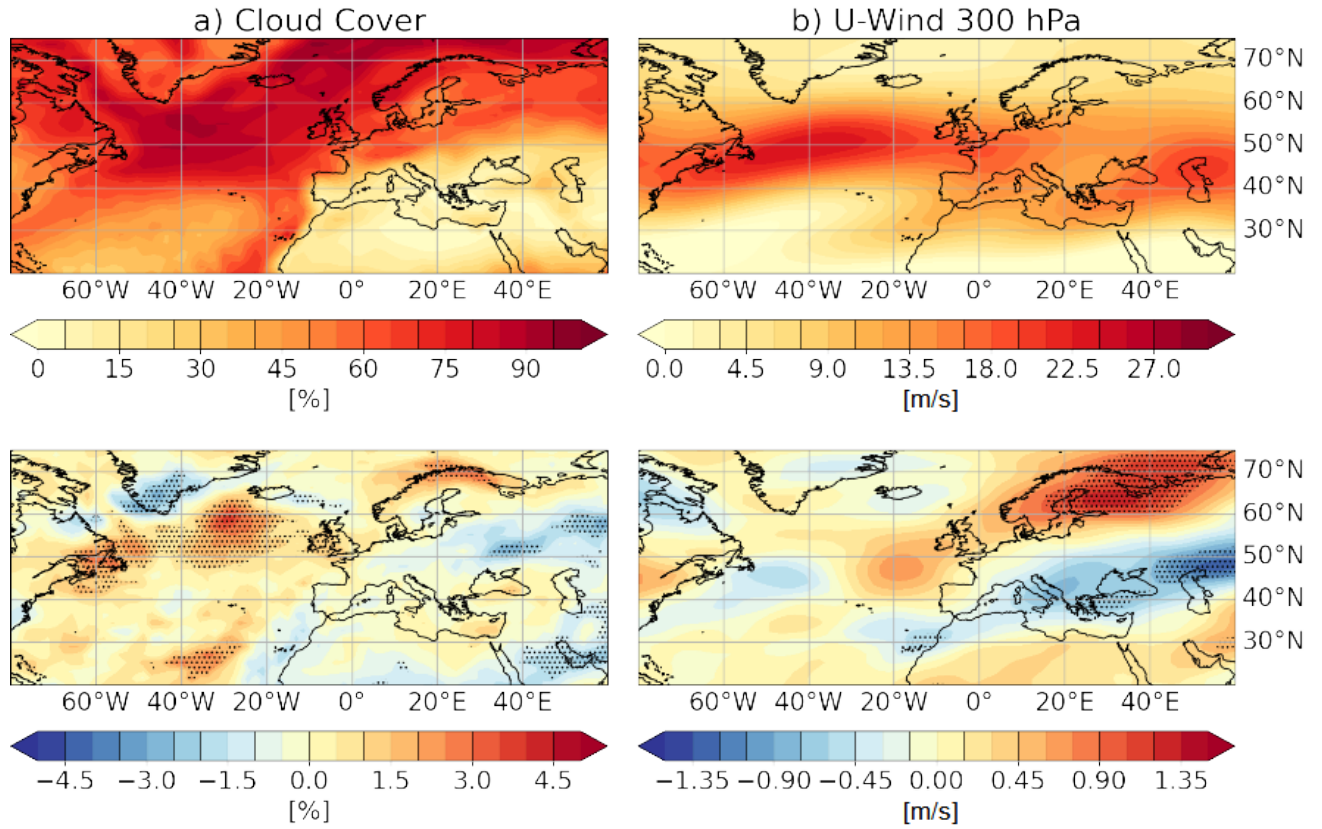 a) Cloud Cover
b) U-Wind 300 hPa
70°N
60°N
50°N
40°N
30°N
60°W 40°W 20°W 0° 20°E 40°E
60°W 40°W 20°W 0° 20°E 40°E
0 15 30 45 60 75 90
[%]
0.0 4.5 9.0 13.5 18.0 22.5 27.0
[m/s]
70°N
60°N
50°N
40°N
30°N
60°W 40°W 20°W 0° 20°E 40°E
60°W 40°W 20°W 0° 20°E 40°E
−4.5 −3.0 −1.5 0.0 1.5 3.0 4.5
[%]
−1.35 −0.90 −0.45 0.00 0.45 0.90 1.35
[m/s]